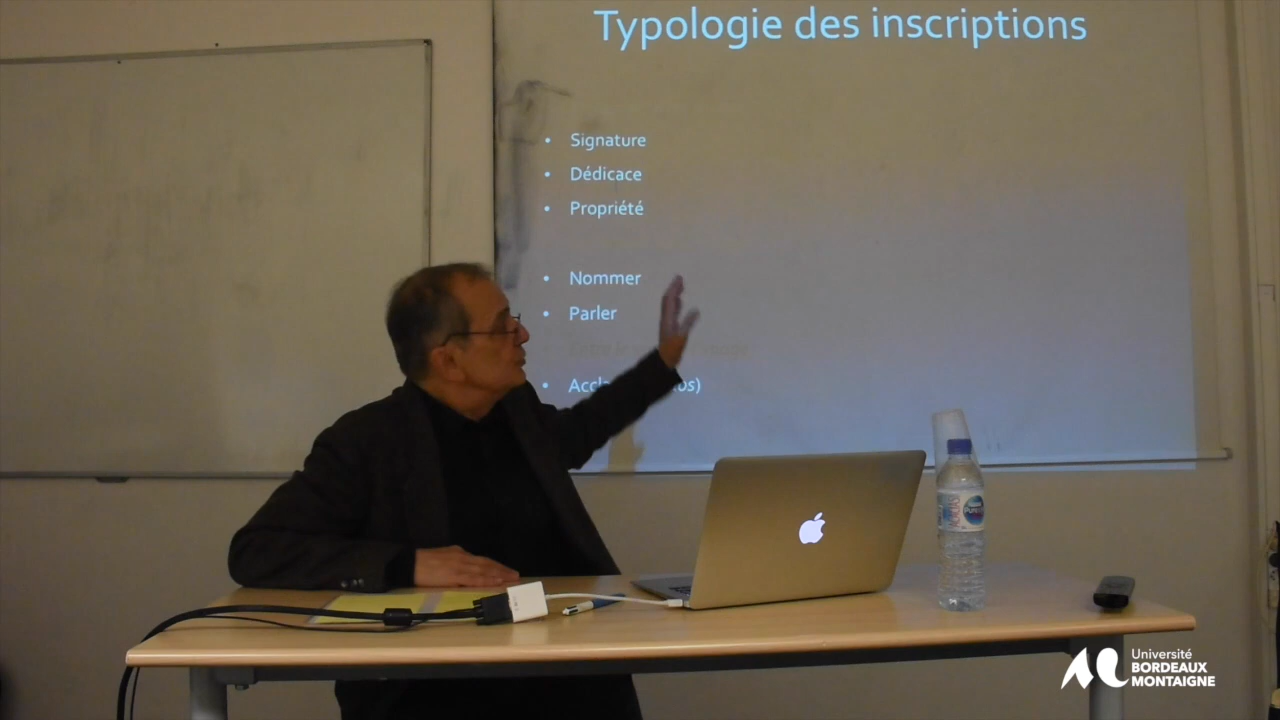 Typologie des inscriptions
• Signature
• Dédicace
• Propriété
• Nommer
• Parler
Université
BORDEAUX
MONTAIGNE